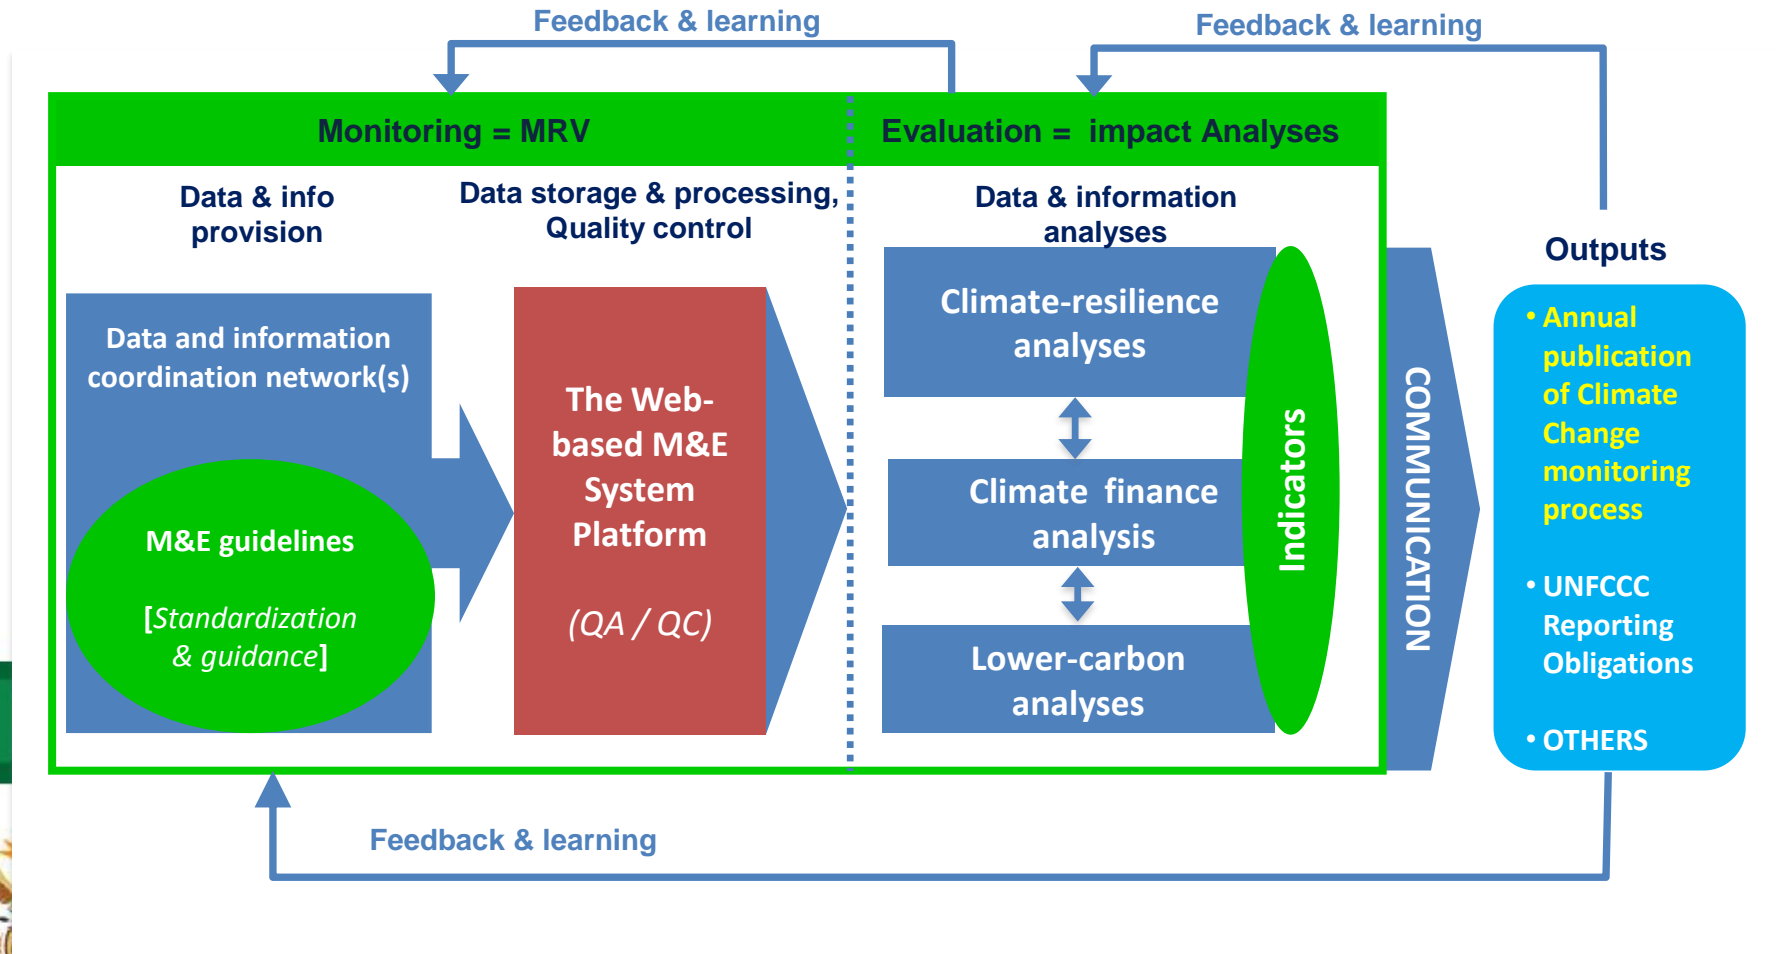 Feedback & learning
Feedback & learning
Monitoring = MRV
Evaluation = impact Analyses
Data & info
provision
Data storage & processing,
Quality control
Data & information
analyses
Data and information
coordination network(s)
M&E guidelines
[Standardization
& guidance]
The Web-
based M&E
System
Platform
(QA / QC)
Climate-resilience
analyses
Climate finance
analysis
Lower-carbon
analyses
Indicators
COMMUNICATION
Outputs
• Annual
publication
of Climate
Change
monitoring
process
• UNFCCC
Reporting
Obligations
• OTHERS
Feedback & learning